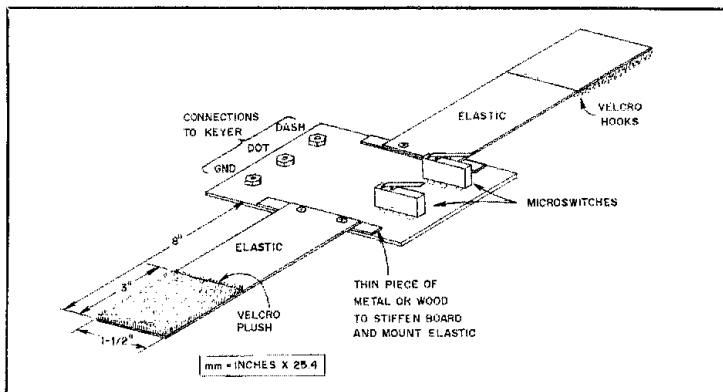 VELCRO
HOOKS
ELASTIC
CONNECTIONS
TO KEYER
DASH
DOT
GND
MICROSWITCHES
8"
ELASTIC
3"
VELCRO
PLUSH
1-1/2"
THIN PIECE OF
METAL OR WOOD
TO STIFFEN BOARD
AND MOUNT ELASTIC
mm = INCHES X 25.4